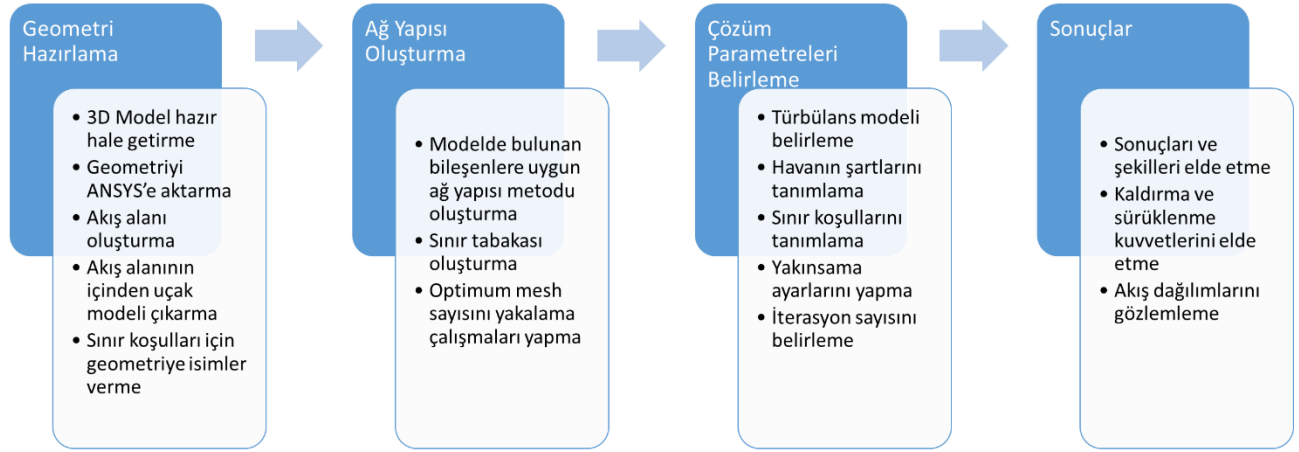 Geometri
Hazırlama
• 3D Model hazır
hale getirme
• Geometriyi
ANSYS’e aktarma
• Akış alanı
oluşturma
• Akış alanının
içinden uçak
modeli çıkarma
• Sınır koşulları için
geometriye isimler
verme
Ağ Yapısı
Oluşturma
• Modelde bulunan
bileşenlere uygun
ağ yapısı metodu
oluşturma
• Sınır tabakası
oluşturma
• Optimum mesh
sayısını yakalama
çalışmaları yapma
Çözüm
Parametreleri
Belirleme
• Türbülans modeli
belirleme
• Havanın şartlarını
tanımlama
• Sınır koşullarını
tanımlama
• Yakınsama
ayarlarını yapma
• İterasyon sayısını
belirleme
Sonuçlar
• Sonuçları ve
şekilleri elde etme
• Kaldırma ve
sürüklenme
kuvvetlerini elde
etme
• Akış dağılımlarını
gözlemleme